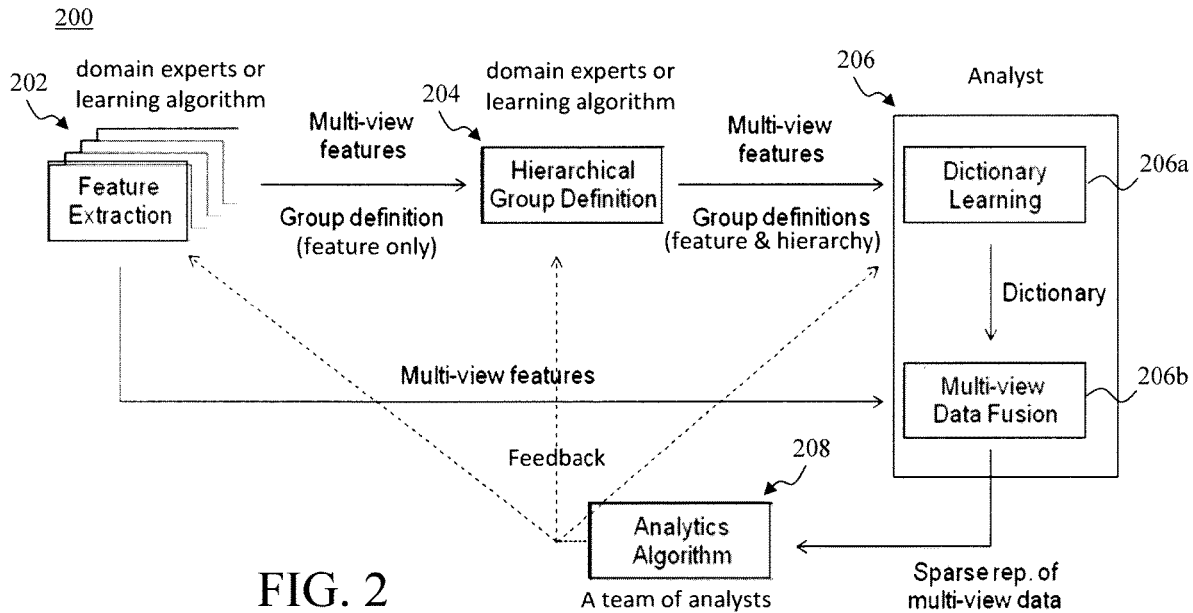 200
202
domain experts or
learning algorithm
Feature
Extraction
Multi-view
features
Group definition
(feature only)
204
domain experts or
learning algorithm
Hierarchical
Group Definition
Multi-view
features
Group definitions
(feature & hierarchy)
206
Analyst
Dictionary
Learning
206a
Dictionary
Multi-view features
Multi-view
Data Fusion
206b
Feedback
208
Analytics
Algorithm
A team of analysts
Sparse rep. of
multi-view data
FIG. 2